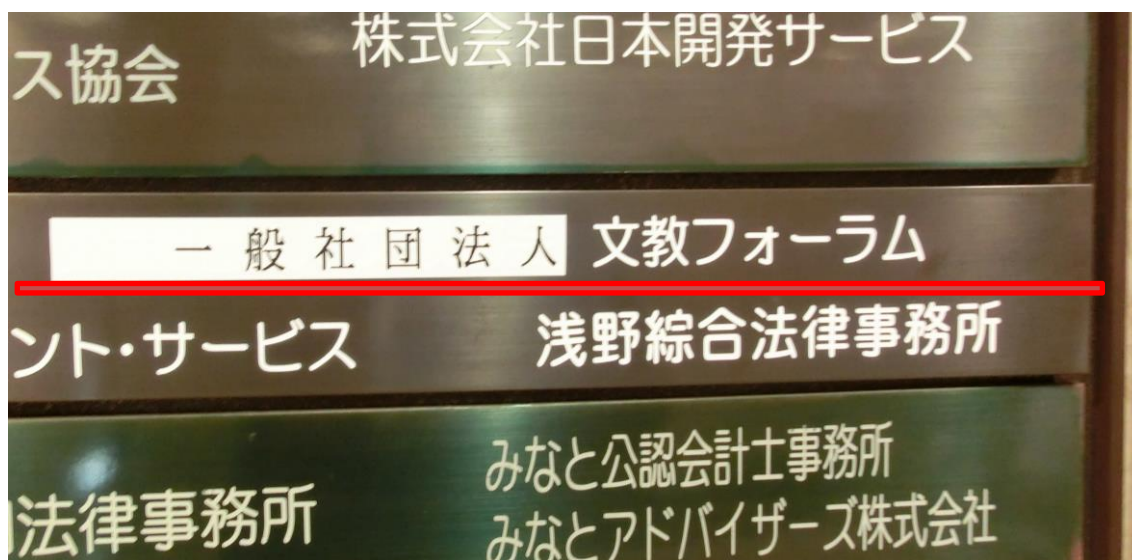 株式会社日本開発サービス
ス協会
一般社団法人 文教フォーラム
ント・サービス 浅野綜合法律事務所
みなと公認会計士事務所
法律事務所
みなとアドバイザーズ株式会社